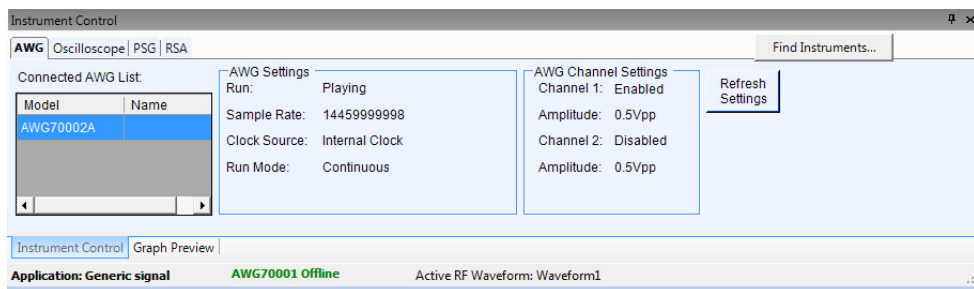 Instrument Control
AWG Oscilloscope PSG RSA
Find Instruments...
Connected AWG List:
Model Name
AWG70002A
AWG Settings
Run: Playing
Sample Rate: 14459999998
Clock Source: Internal Clock
Run Mode: Continuous
AWG Channel Settings
Channel 1: Enabled
Amplitude: 0.5Vpp
Channel 2: Disabled
Amplitude: 0.5Vpp
Refresh
Settings
Instrument Control Graph Preview
Application: Generic signal AWG70001 Offline Active RF Waveform: Waveform1